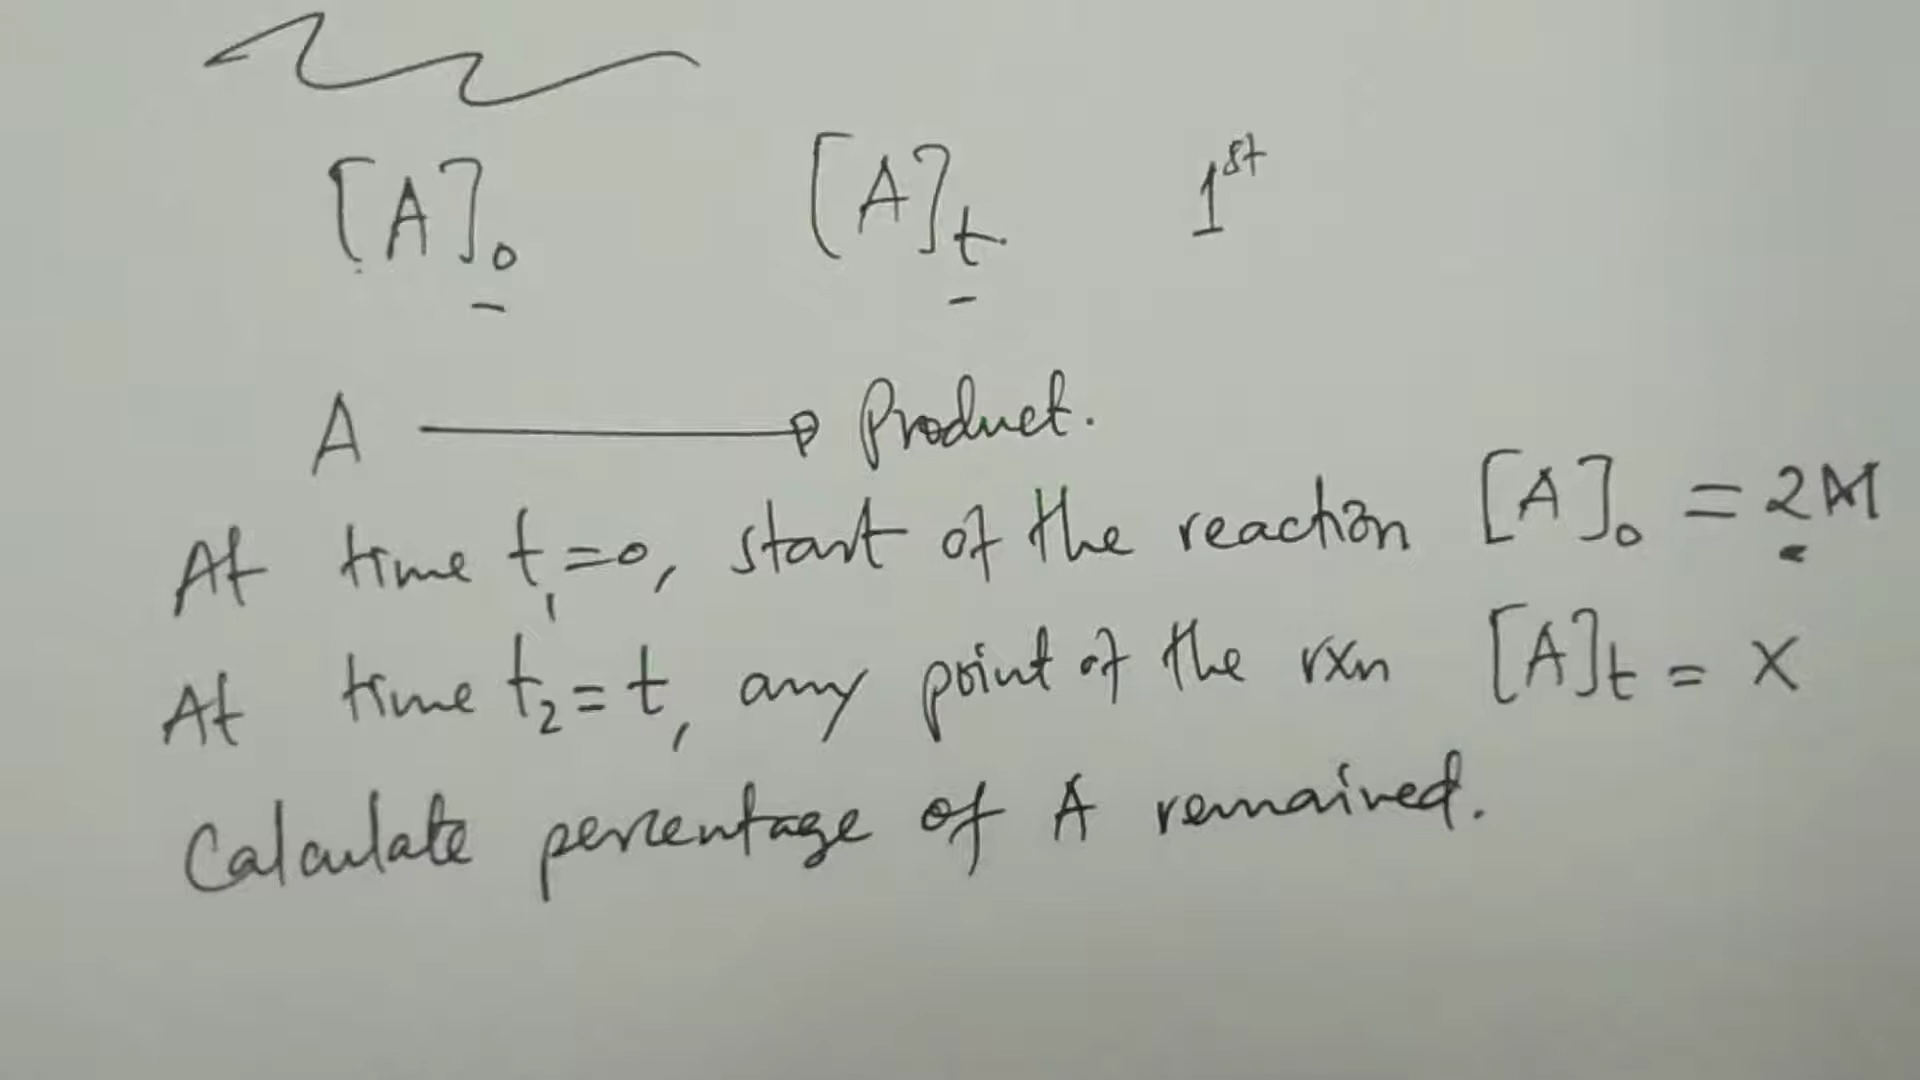 [A]₀ [A]ₜ 1ˢᵗ
A → Product.
At time t₁=0, start of the reaction [A]₀ = 2M
At time t₂=t, any point of the rxn [A]t = X
Calculate percentage of A remained.